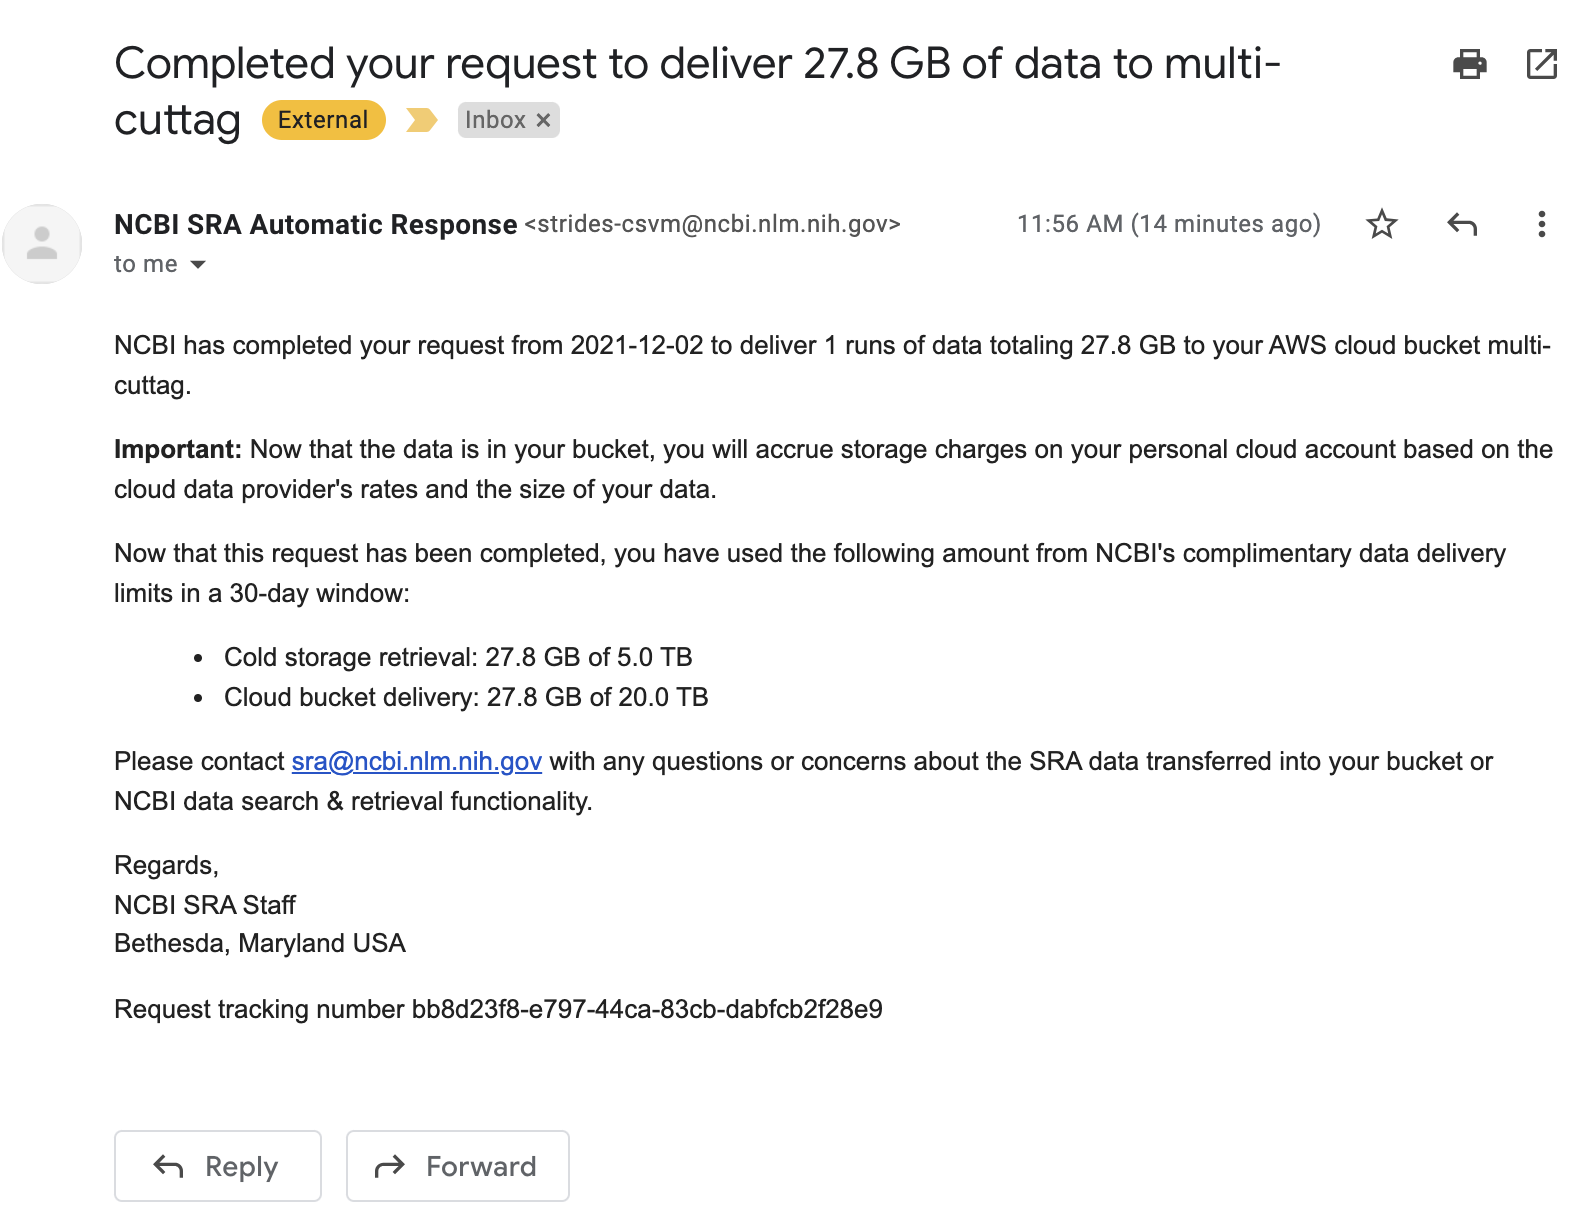 Completed your request to deliver 27.8 GB of data to multi-
cuttag External Inbox ×
NCBI SRA Automatic Response <strides-csvm@ncbi.nlm.nih.gov> 11:56 AM (14 minutes ago)
to me
NCBI has completed your request from 2021-12-02 to deliver 1 runs of data totaling 27.8 GB to your AWS cloud bucket multi-
cuttag.
Important: Now that the data is in your bucket, you will accrue storage charges on your personal cloud account based on the
cloud data provider's rates and the size of your data.
Now that this request has been completed, you have used the following amount from NCBI's complimentary data delivery
limits in a 30-day window:
• Cold storage retrieval: 27.8 GB of 5.0 TB
• Cloud bucket delivery: 27.8 GB of 20.0 TB
Please contact sra@ncbi.nlm.nih.gov with any questions or concerns about the SRA data transferred into your bucket or
NCBI data search & retrieval functionality.
Regards,
NCBI SRA Staff
Bethesda, Maryland USA
Request tracking number bb8d23f8-e797-44ca-83cb-dabfcb2f28e9
Reply Forward